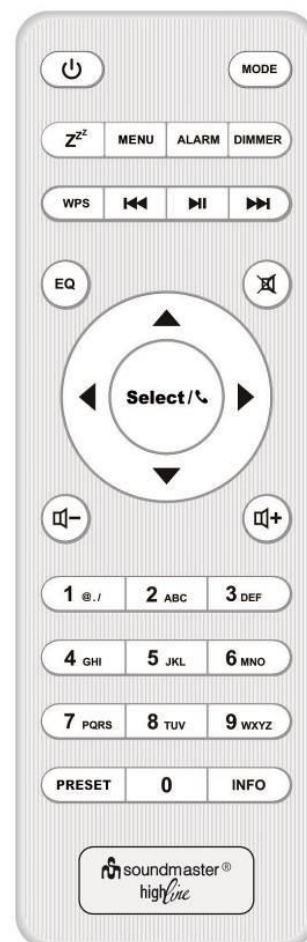 MODE
Zzz MENU ALARM DIMMER
WPS
EQ
Select/
1 @./ 2 ABC 3 DEF
4 GHI 5 JKL 6 MNO
7 PQRS 8 TUV 9 WXYZ
PRESET 0 INFO
soundmaster®
highline